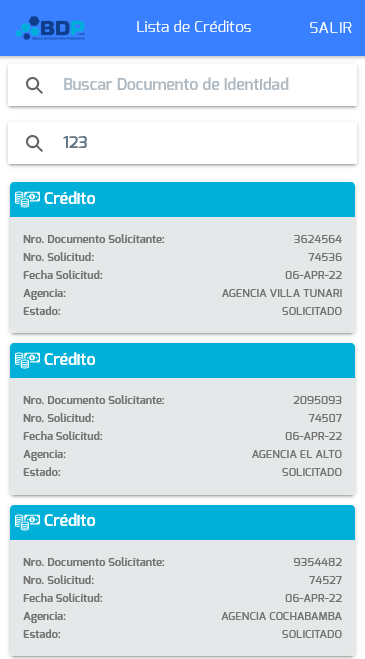 BDP
Lista de Créditos
SALIR
Buscar Documento de Identidad
123
Crédito
Nro. Documento Solicitante: 3624564
Nro. Solicitud: 74536
Fecha Solicitud: 06-APR-22
Agencia: AGENCIA VILLA TUNARI
Estado: SOLICITADO
Crédito
Nro. Documento Solicitante: 2095093
Nro. Solicitud: 74507
Fecha Solicitud: 06-APR-22
Agencia: AGENCIA EL ALTO
Estado: SOLICITADO
Crédito
Nro. Documento Solicitante: 9354482
Nro. Solicitud: 74527
Fecha Solicitud: 06-APR-22
Agencia: AGENCIA COCHABAMBA
Estado: SOLICITADO